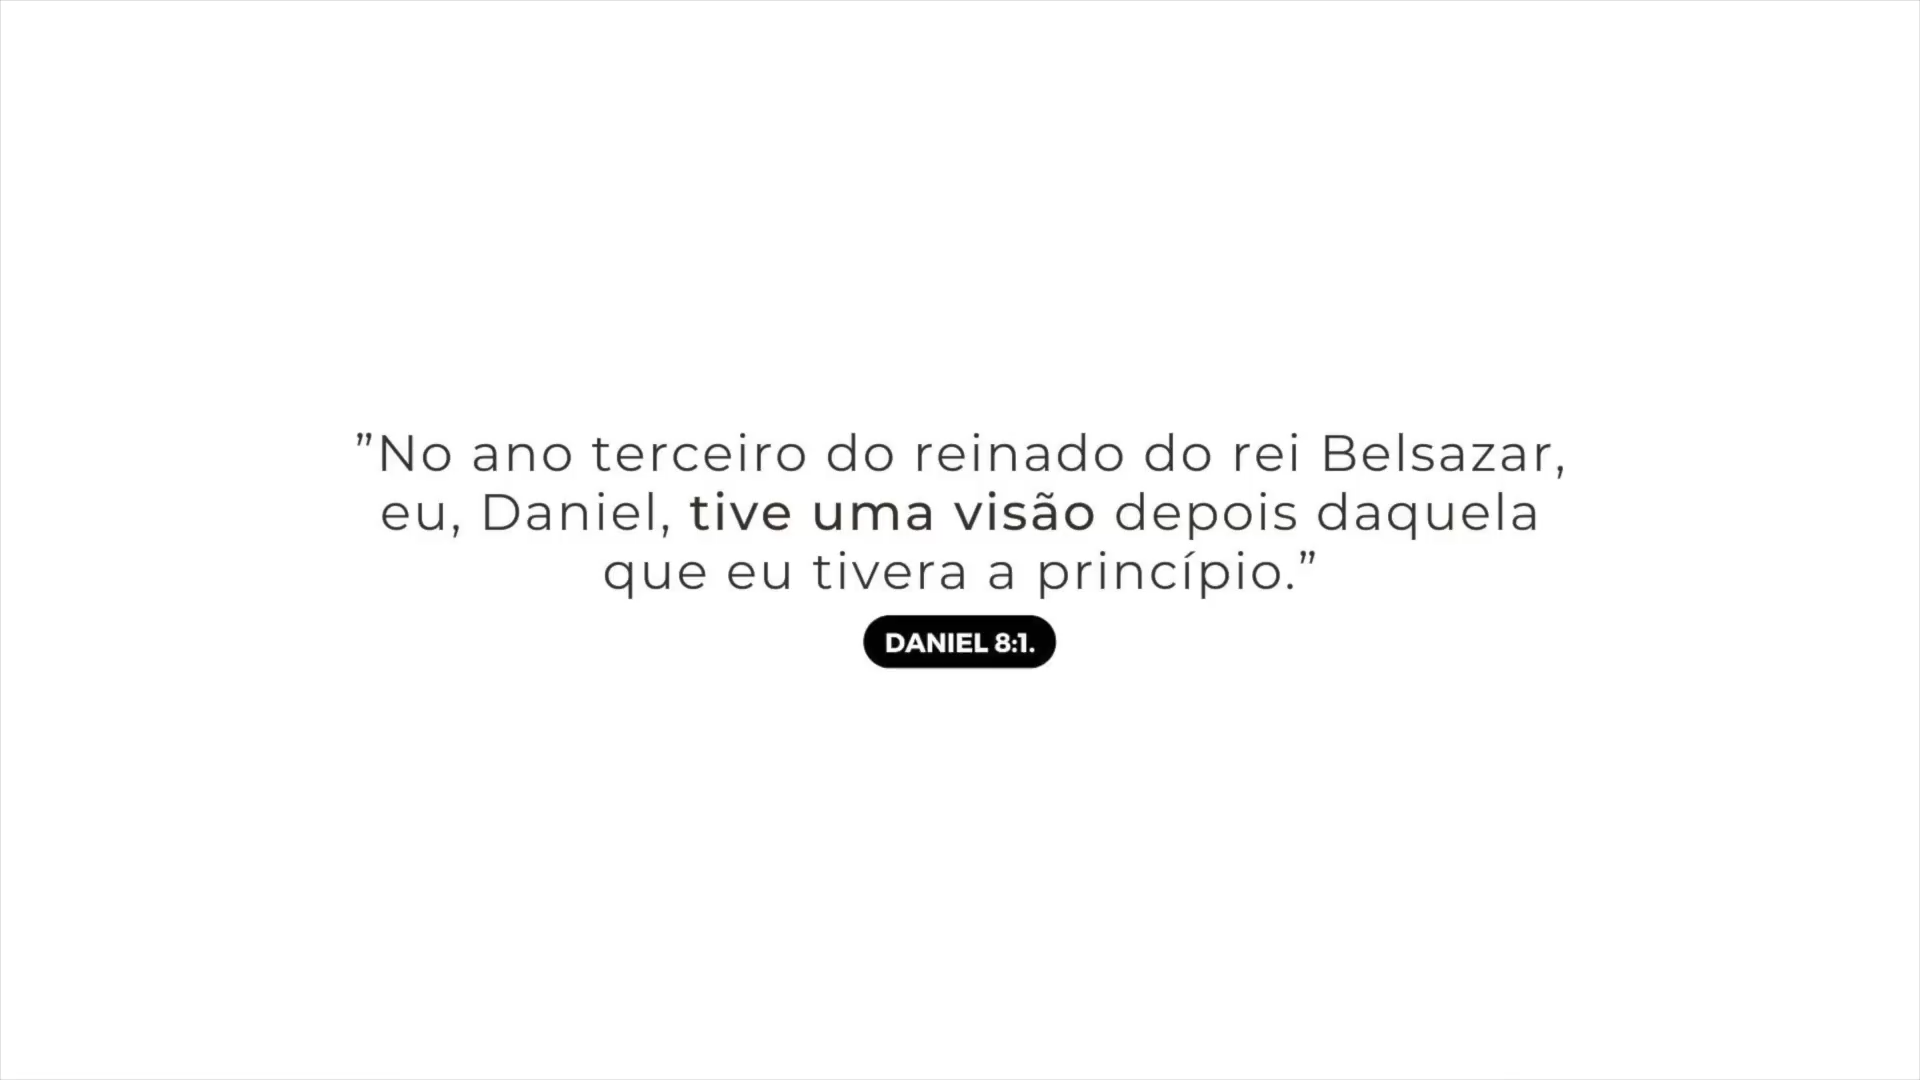 ”No ano terceiro do reinado do rei Belsazar,
eu, Daniel, tive uma visão depois daquela
que eu tivera a princípio.”
DANIEL 8:1.